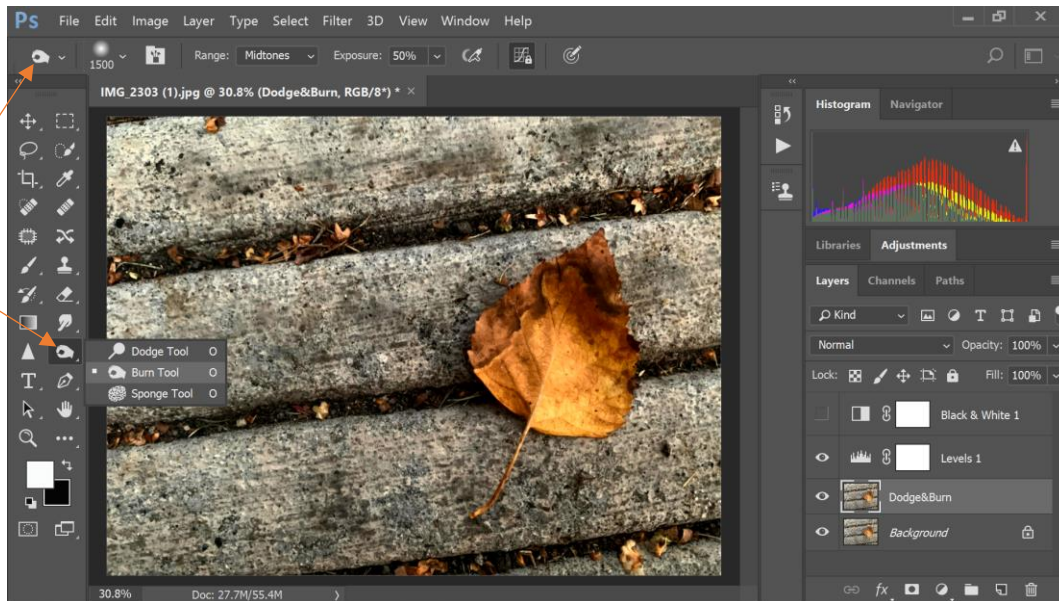 Ps File Edit Image Layer Type Select Filter 3D View Window Help
1500 Range: Midtones Exposure: 50%
IMG_2303 (1).jpg @ 30.8% (Dodge&Burn, RGB/8*) * ×
Histogram Navigator
Libraries Adjustments
Layers Channels Paths
Kind
Normal Opacity: 100%
Lock: Fill: 100%
Dodge Tool O
Burn Tool O
Sponge Tool O
Black & White 1
Levels 1
Dodge&Burn
Background
fx
30.8% Doc: 27.7M/55.4M